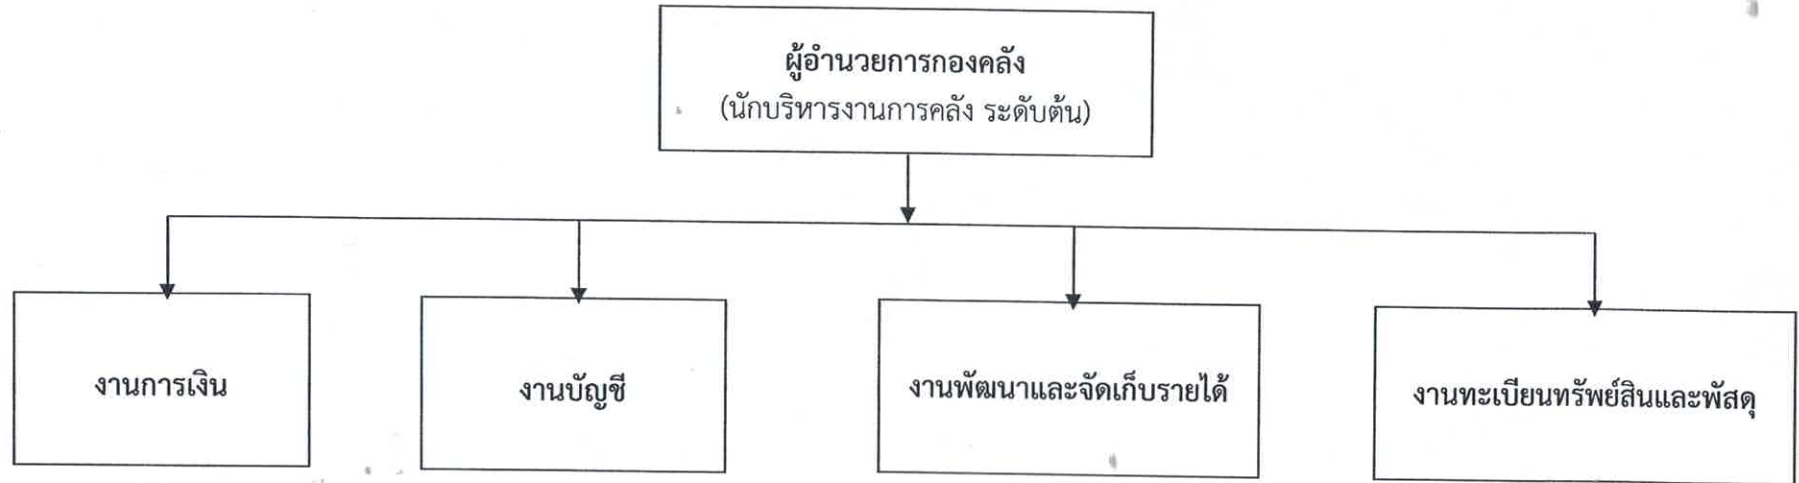 ผู้อำนวยการกองคลัง
(นักบริหารงานการคลัง ระดับต้น)
งานการเงิน
งานบัญชี
งานพัฒนาและจัดเก็บรายได้
งานทะเบียนทรัพย์สินและพัสดุ